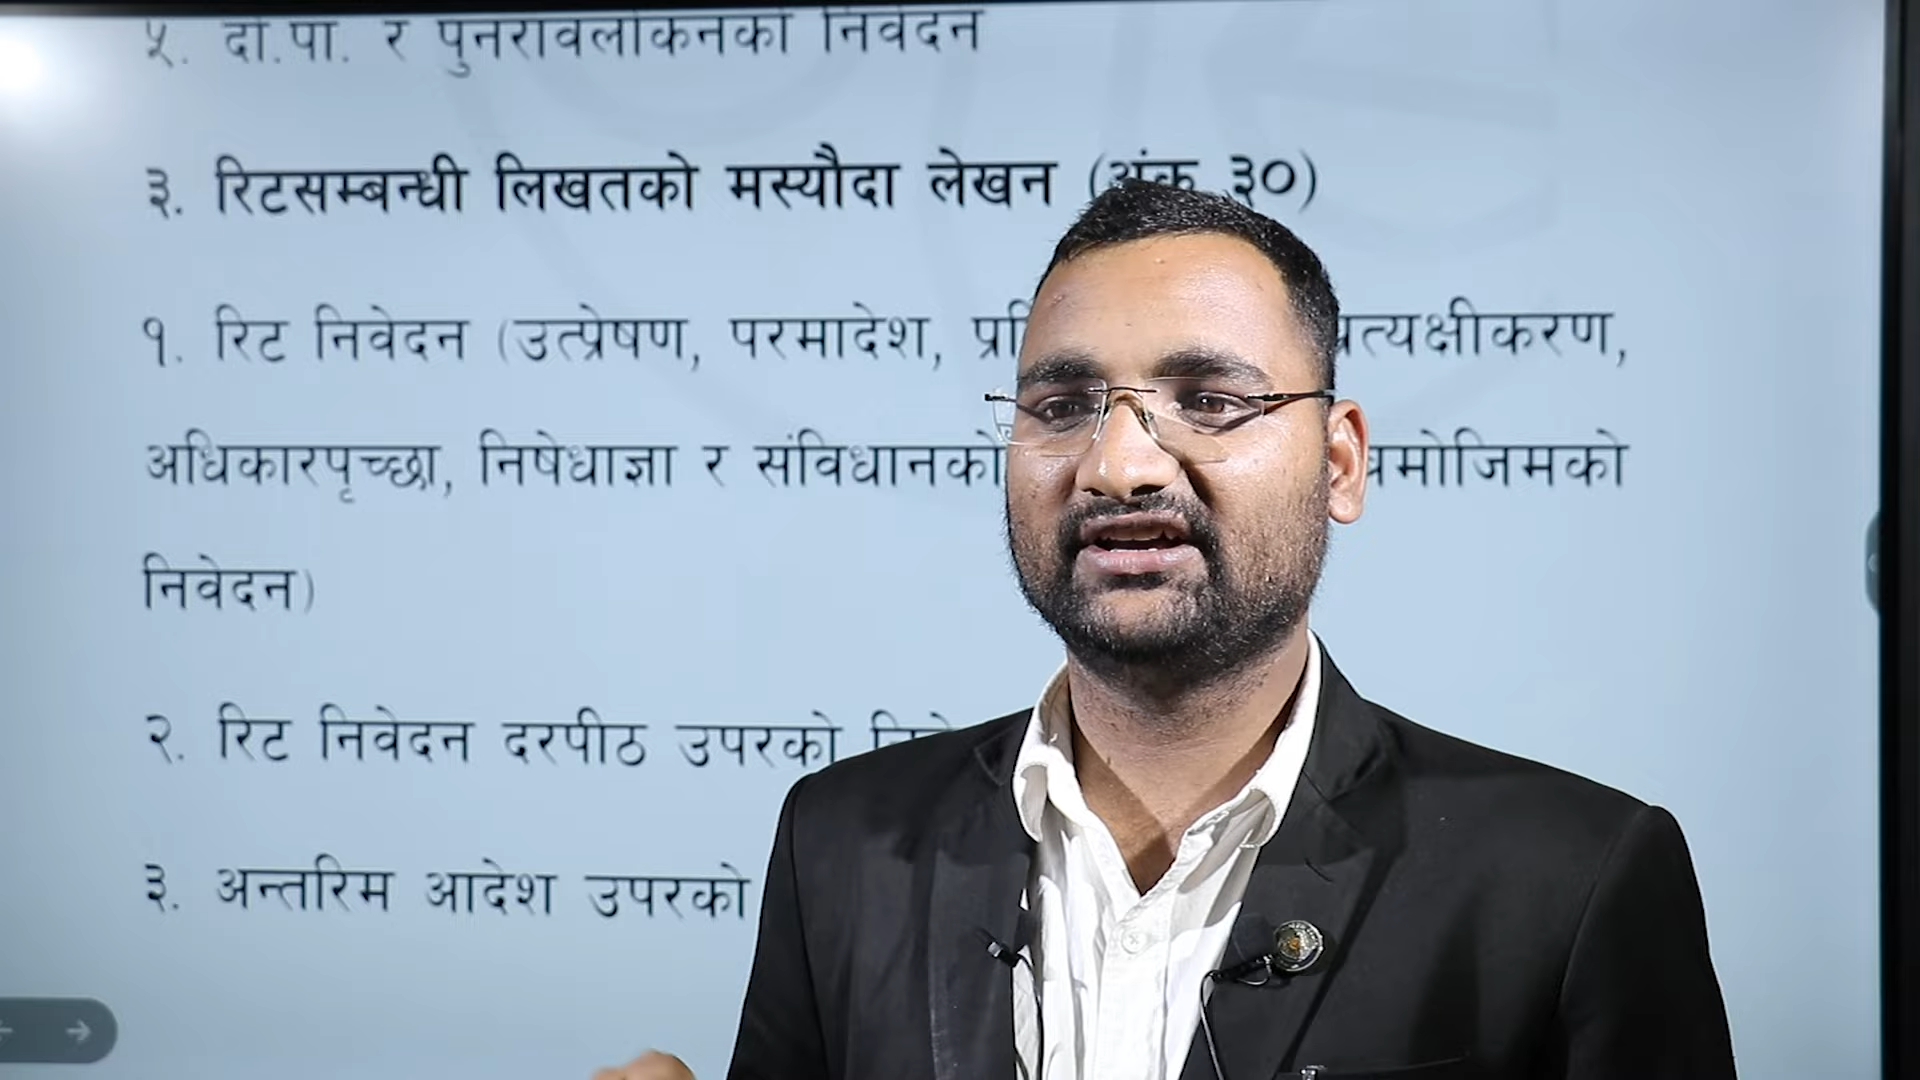 ५. दो.पा. र पुनरावलोकनको निवेदन
३. रिटसम्बन्धी लिखतको मस्यौदा लेखन (अंक ३०)
१. रिट निवेदन (उत्प्रेषण, परमादेश, प्रत्यक्षीकरण,
अधिकारपृच्छा, निषेधाज्ञा र संविधानको बमोजिमको
निवेदन)
२. रिट निवेदन दरपीठ उपरको
३. अन्तरिम आदेश उपरको